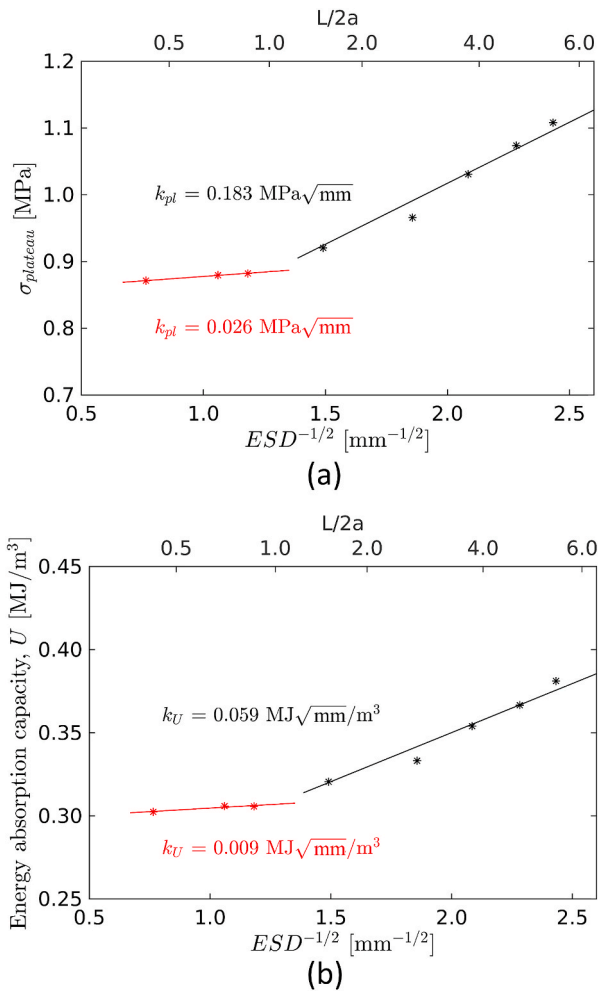 L/2a
0.5 1.0 2.0 4.0 6.0
1.2
1.1
1.0
0.9
0.8
0.7
σ_plateau [MPa]
k_pl = 0.183 MPa√mm
k_pl = 0.026 MPa√mm
0.5 1.0 1.5 2.0 2.5
ESD^−1/2 [mm^−1/2]
(a)
L/2a
0.5 1.0 2.0 4.0 6.0
0.45
0.40
0.35
0.30
0.25
Energy absorption capacity, U [MJ/m³]
k_U = 0.059 MJ√mm/m³
k_U = 0.009 MJ√mm/m³
0.5 1.0 1.5 2.0 2.5
ESD^−1/2 [mm^−1/2]
(b)